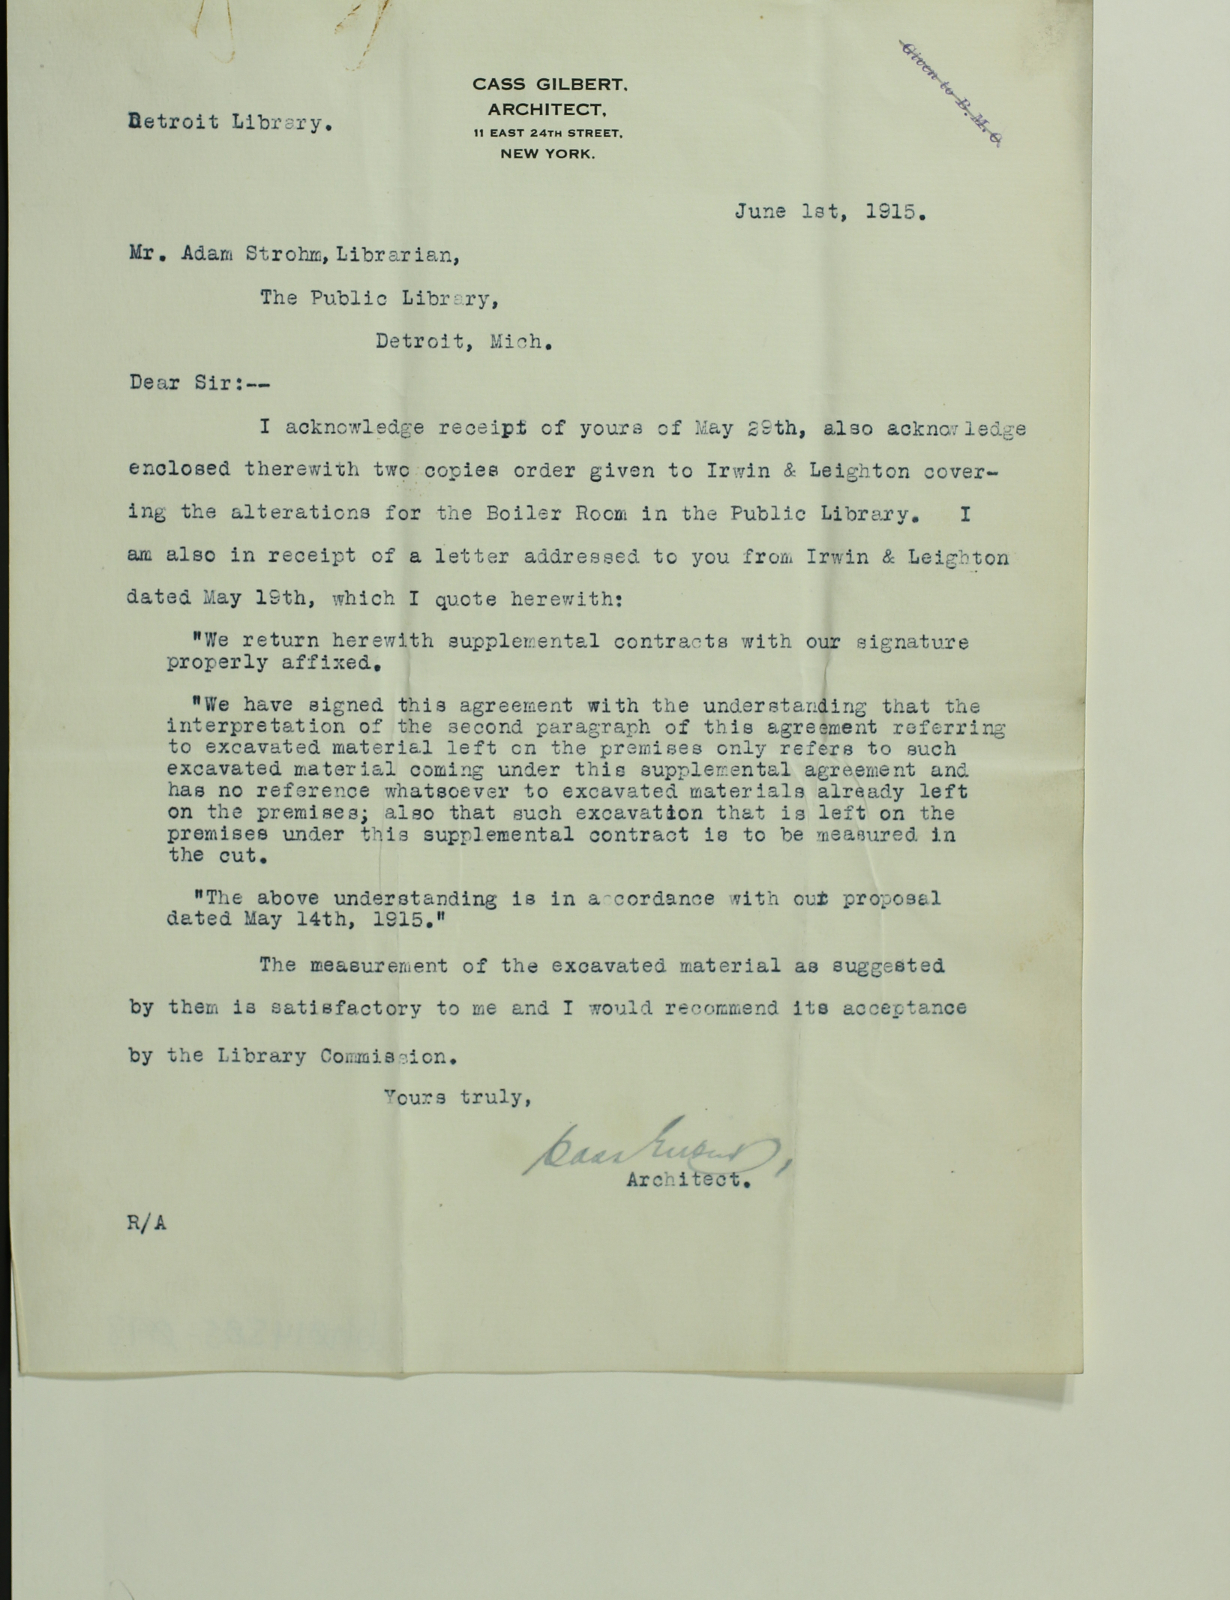 Given to B. M. O.
CASS GILBERT,
ARCHITECT,
11 EAST 24TH STREET,
NEW YORK.
Detroit Library.
June 1st, 1915.
Mr. Adam Strohm, Librarian,
The Public Library,
Detroit, Mich.
Dear Sir:--
I acknowledge receipt of yours of May 29th, also acknowledge
enclosed therewith two copies order given to Irwin & Leighton cover-
ing the alterations for the Boiler Room in the Public Library. I
am also in receipt of a letter addressed to you from Irwin & Leighton
dated May 19th, which I quote herewith:
"We return herewith supplemental contracts with our signature
properly affixed.
"We have signed this agreement with the understanding that the
interpretation of the second paragraph of this agreement referring
to excavated material left on the premises only refers to such
excavated material coming under this supplemental agreement and
has no reference whatsoever to excavated materials already left
on the premises; also that such excavation that is left on the
premises under this supplemental contract is to be measured in
the cut.
"The above understanding is in accordance with our proposal
dated May 14th, 1915."
The measurement of the excavated material as suggested
by them is satisfactory to me and I would recommend its acceptance
by the Library Commission.
Yours truly,
Cass Gilbert,
Architect.
R/A